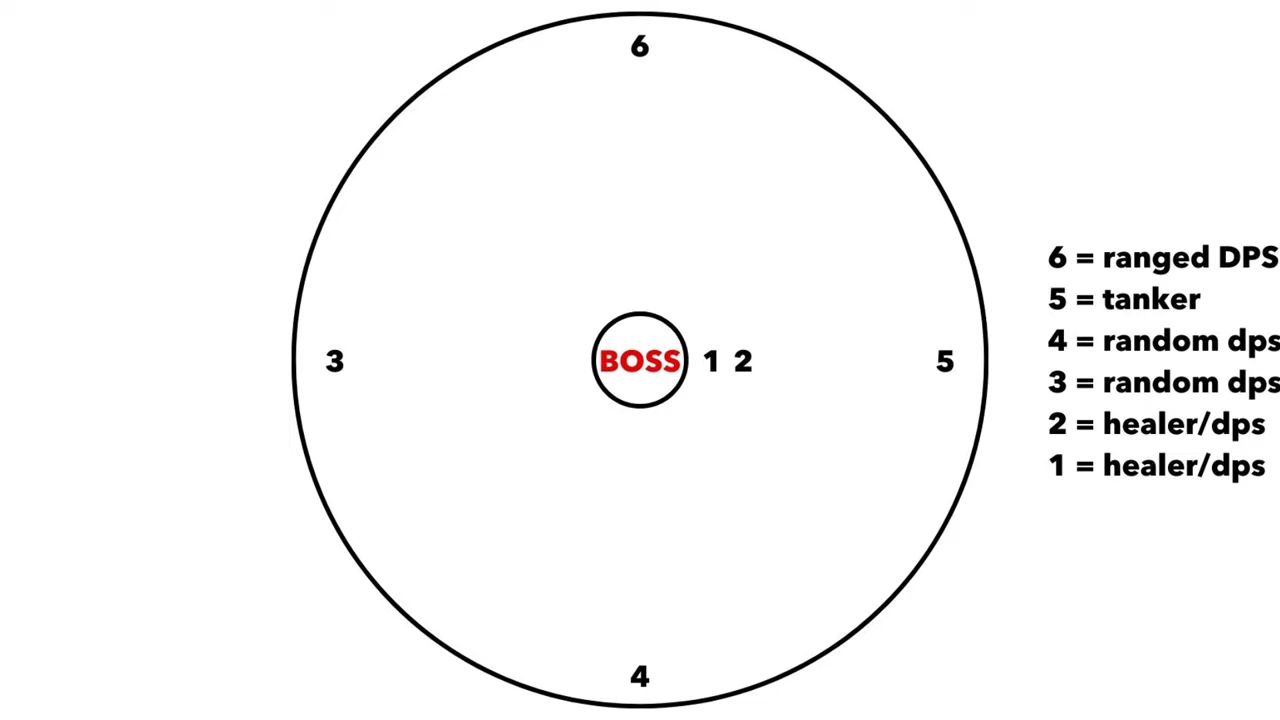 6
3 BOSS 1 2 5
4
6 = ranged DPS
5 = tanker
4 = random dps
3 = random dps
2 = healer/dps
1 = healer/dps